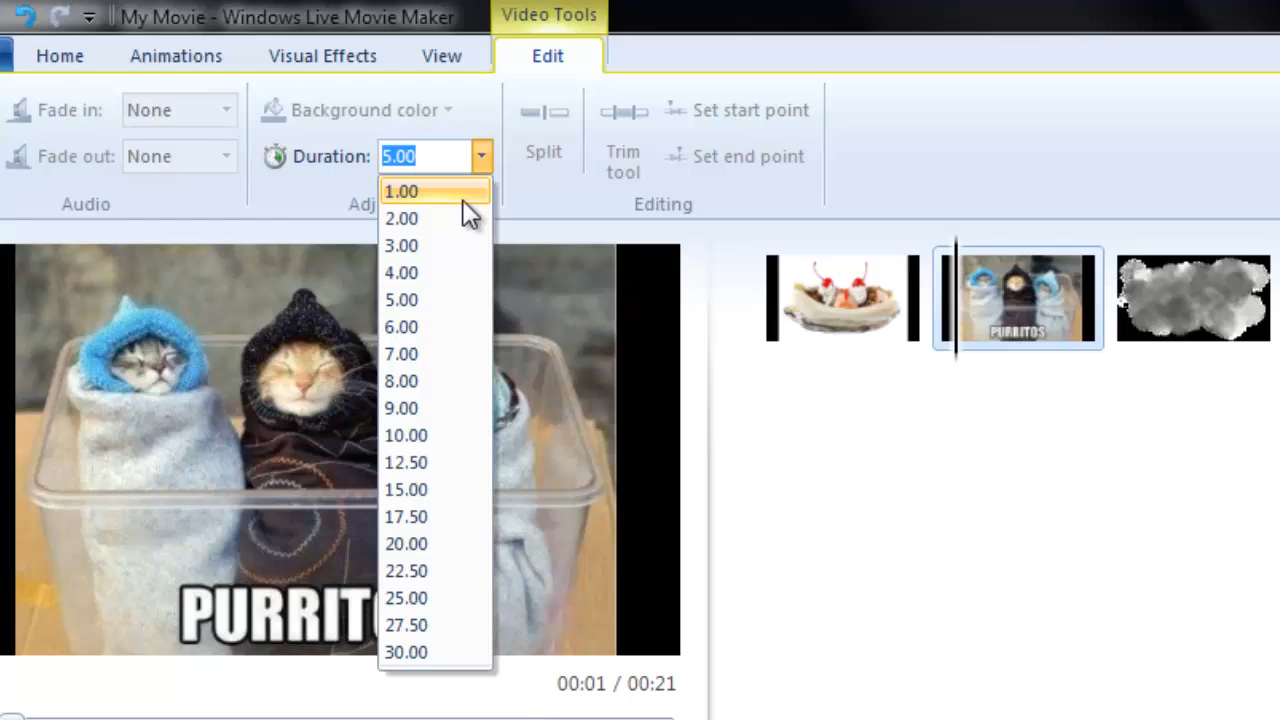 My Movie - Windows Live Movie Maker
Video Tools
Home Animations Visual Effects View Edit
Fade in: None Background color Split Trim tool Set start point
Fade out: None Duration: 5.00 Set end point
Audio Adj Editing
1.00
2.00
3.00
4.00
5.00
6.00
7.00
8.00
9.00
10.00
12.50
15.00
17.50
20.00
22.50
25.00
27.50
30.00
PURRITO
PURRITOS
00:01 / 00:21